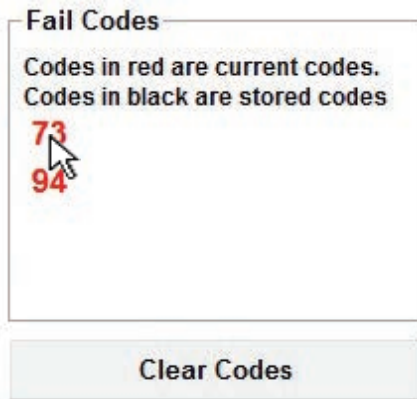 Fail Codes
Codes in red are current codes.
Codes in black are stored codes
73
94
Clear Codes